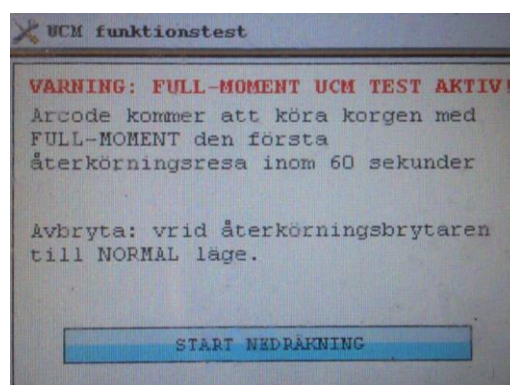 UCM funktionstest
VARNING: FULL-MOMENT UCM TEST AKTIV!
Arcode kommer att köra korgen med
FULL-MOMENT den första
återkörningsresa inom 60 sekunder
Avbryta: vrid återkörningsbrytaren
till NORMAL läge.
START NEDRÄKNING